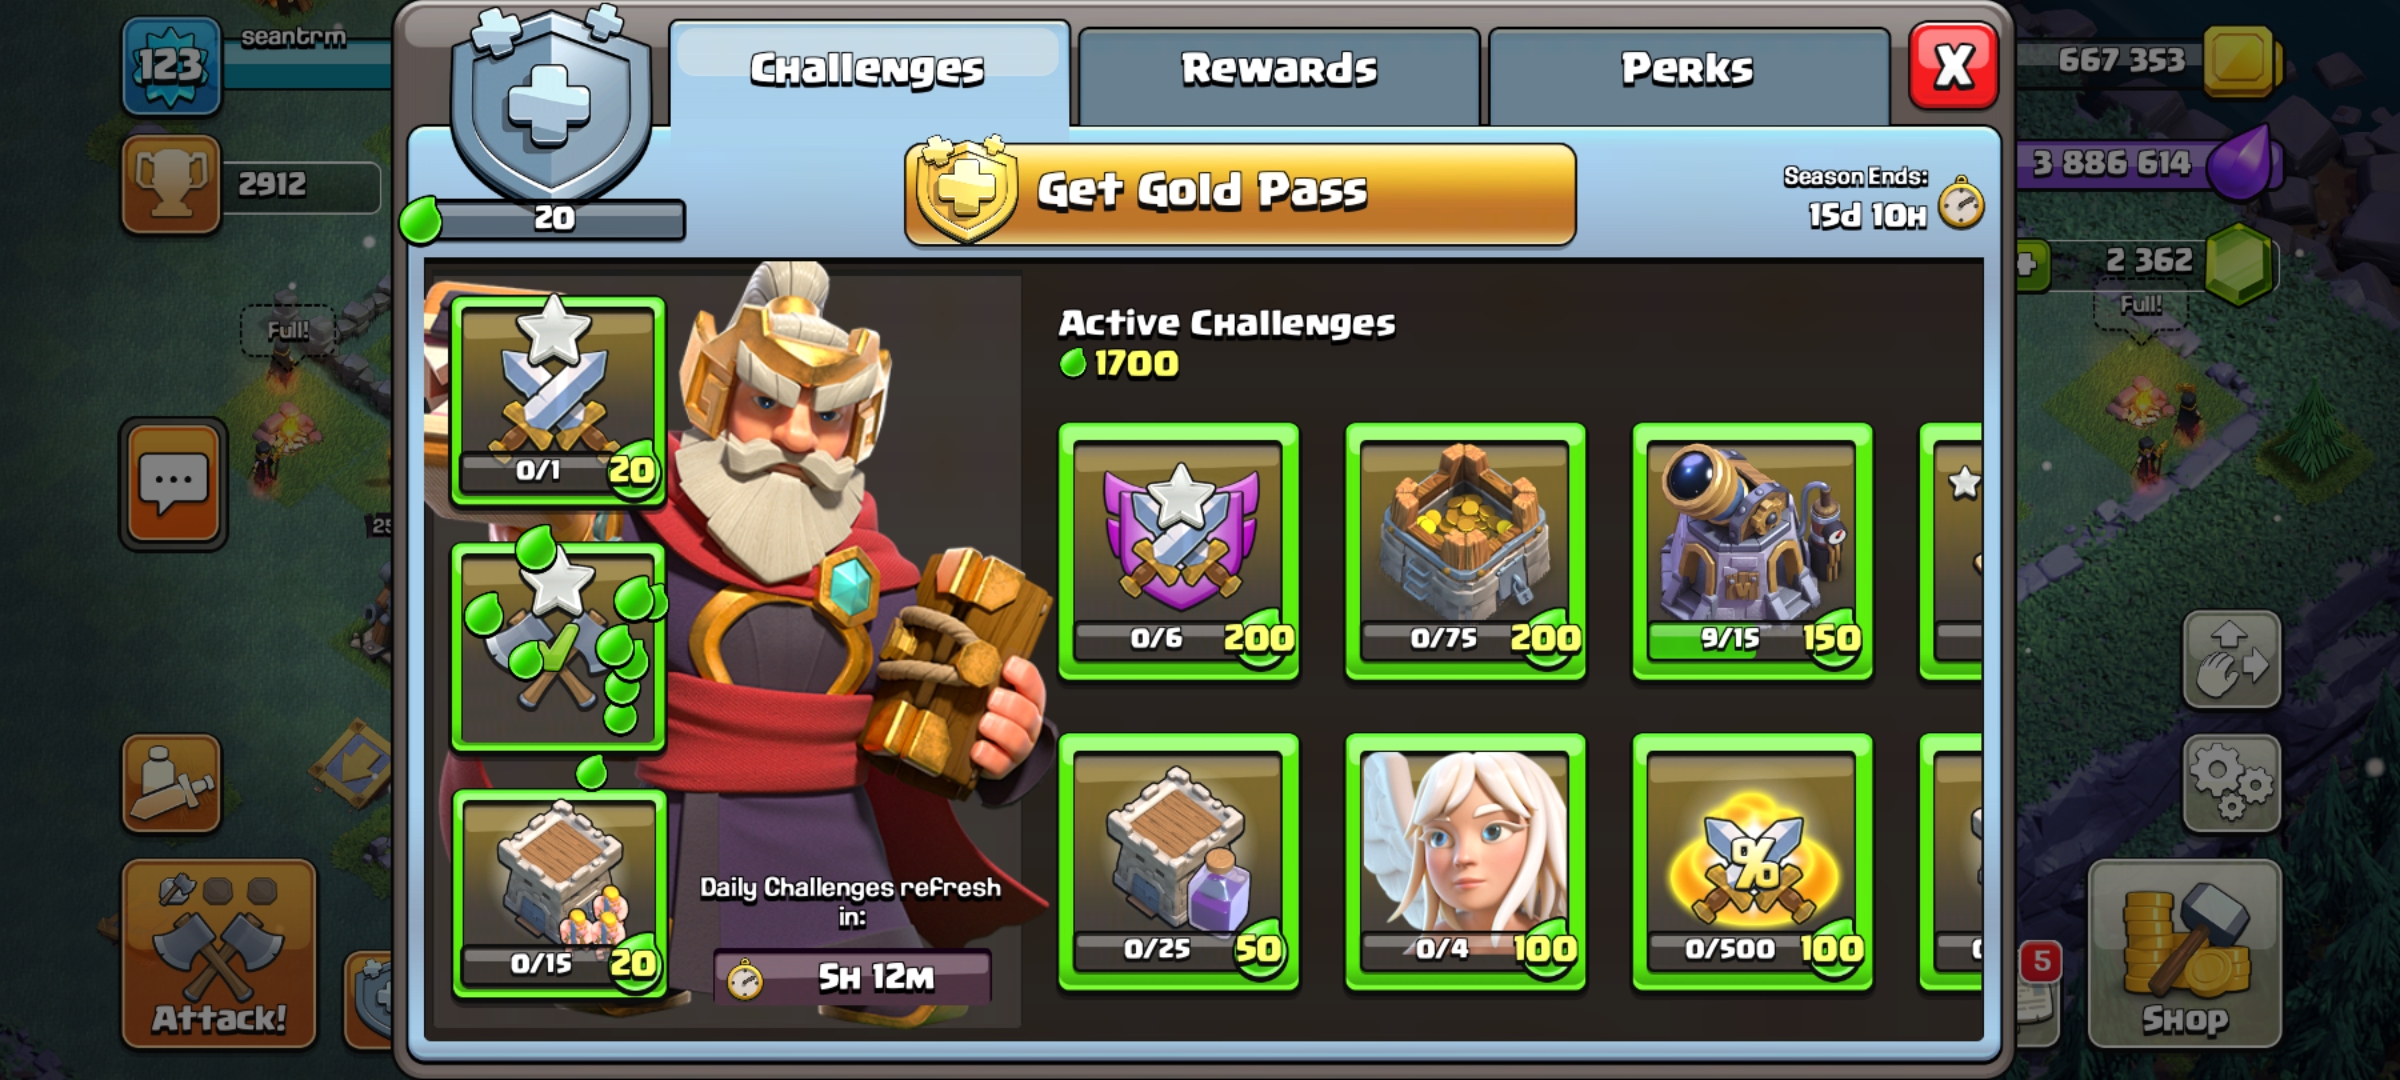 123
seantrm
2912
Full!
Attack!
Challenges
Rewards
Perks
X
20
Get Gold Pass
Season Ends:
15d 10H
667 353
3 886 614
2 362
Full!
0/1
20
0/15
20
Daily Challenges refresh
in:
5H 12M
Active Challenges
1700
0/6
200
0/75
200
9/15
150
0/25
50
0/4
100
%
0/500
100
5
Shop